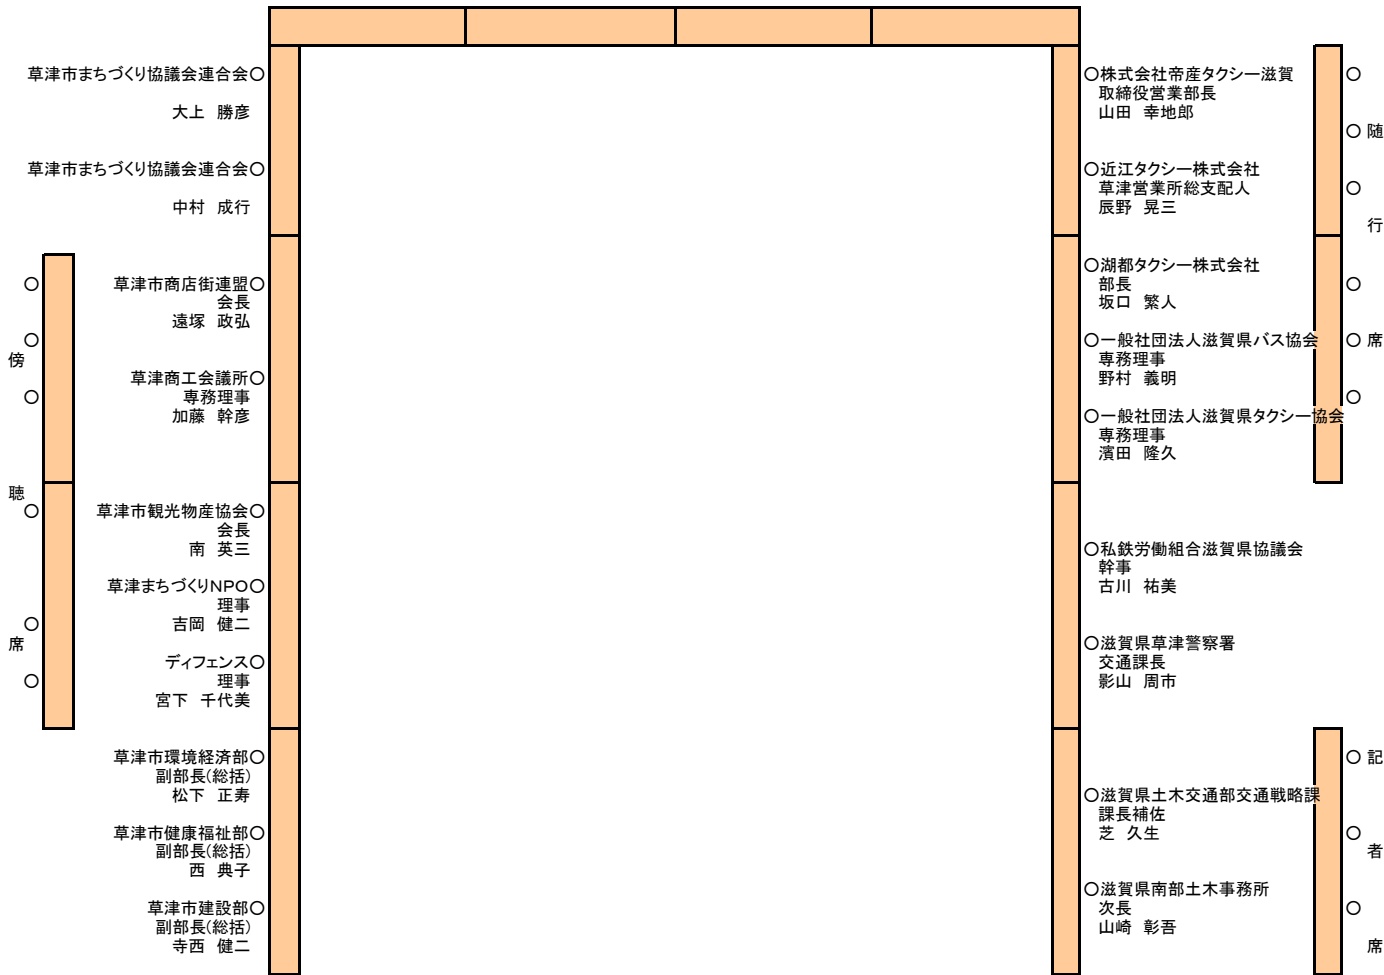 草津市まちづくり協議会連合会○
大上 勝彦
草津市まちづくり協議会連合会○
中村 成行
草津市商店街連盟○
会長
遠塚 政弘
草津商工会議所○
専務理事
加藤 幹彦
草津市観光物産協会○
会長
南 英三
草津まちづくりNPO○
理事
吉岡 健二
ディフェンス○
理事
宮下 千代美
草津市環境経済部○
副部長(総括)
松下 正寿
草津市健康福祉部○
副部長(総括)
西 典子
草津市建設部○
副部長(総括)
寺西 健二
○株式会社帝産タクシー滋賀
取締役営業部長
山田 幸地郎
○近江タクシー株式会社
草津営業所総支配人
辰野 晃三
○湖都タクシー株式会社
部長
坂口 繁人
○一般社団法人滋賀県バス協会
専務理事
野村 義明
○一般社団法人滋賀県タクシー協会
専務理事
濱田 隆久
○私鉄労働組合滋賀県協議会
幹事
古川 祐美
○滋賀県草津警察署
交通課長
影山 周市
○滋賀県土木交通部交通戦略課
課長補佐
芝 久生
○滋賀県南部土木事務所
次長
山崎 彰吾
傍
聴
席
随
行
席
記
者
席